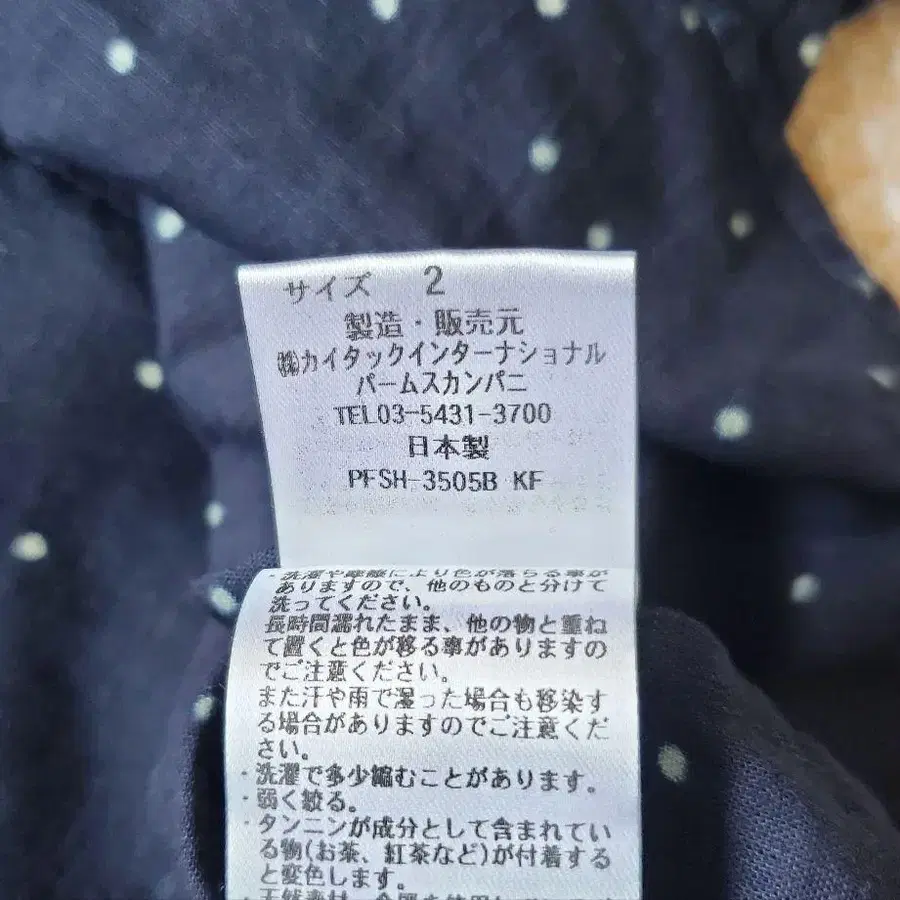 サイズ 2
製造・販売元
㈱カイタックインターナショナル
パームスカンパニ
TEL03-5431-3700
日本製
PFSH-3505B KF
・洗濯や摩擦により色が落ちる事が
ありますので、他のものと分けて
洗ってください。
長時間濡れたまま、他の物と重ね
て置くと色が移る事がありますの
でご注意ください。
また汗や雨で湿った場合も移染す
る場合がありますのでご注意くだ
さい。
・洗濯で多少縮むことがあります。
・弱く絞る。
・タンニンが成分として含まれてい
る物(お茶、紅茶など)が付着する
と変色します。